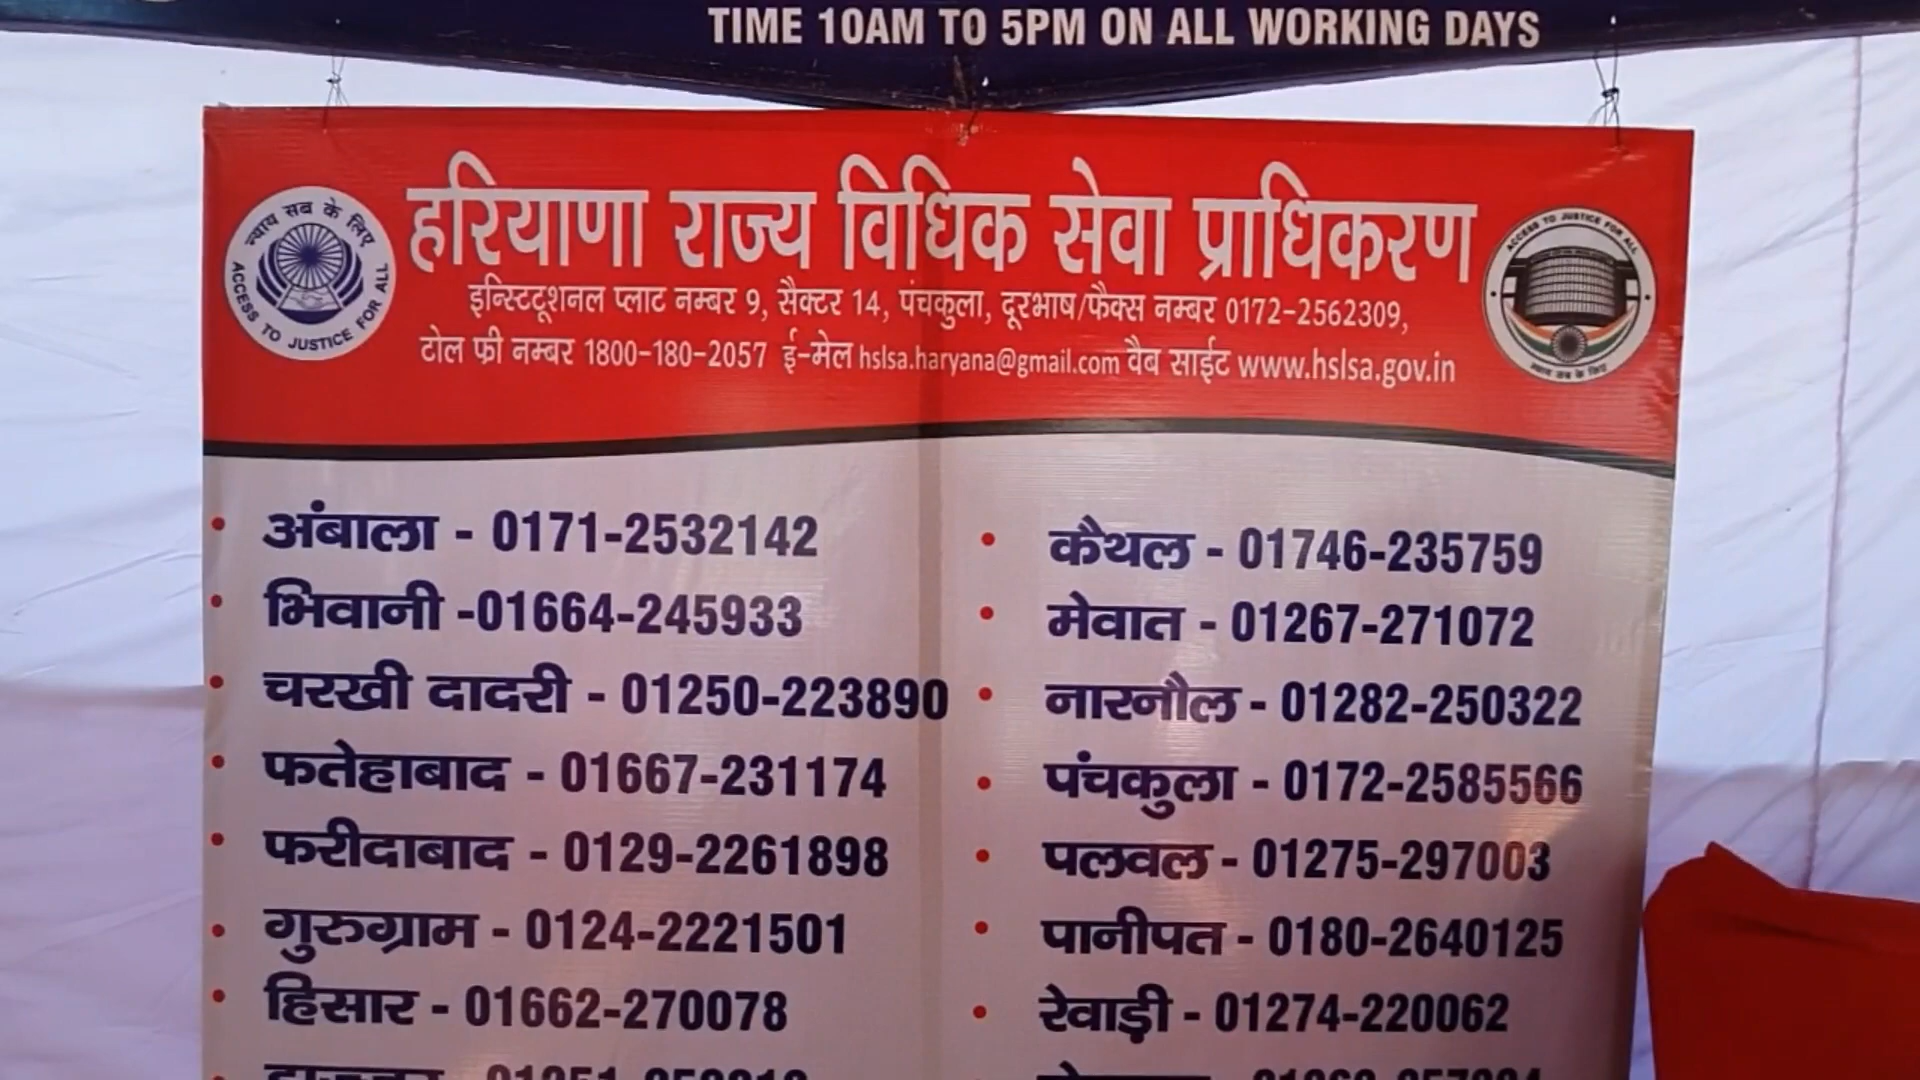 TIME 10AM TO 5PM ON ALL WORKING DAYS
हरियाणा राज्य विधिक सेवा प्राधिकरण
न्याय सब के लिए
ACCESS TO JUSTICE FOR ALL
ACCESS TO JUSTICE FOR ALL
न्याय सब के लिए
इन्स्टिटूशनल प्लाट नम्बर 9, सैक्टर 14, पंचकुला, दूरभाष/फैक्स नम्बर 0172-2562309,
टोल फ्री नम्बर 1800-180-2057 ई-मेल hslsa.haryana@gmail.com वैब साईट www.hslsa.gov.in
• अंबाला - 0171-2532142
• भिवानी -01664-245933
• चरखी दादरी - 01250-223890
• फतेहाबाद - 01667-231174
• फरीदाबाद - 0129-2261898
• गुरुग्राम - 0124-2221501
• हिसार - 01662-270078
• कैथल - 01746-235759
• मेवात - 01267-271072
• नारनौल - 01282-250322
• पंचकुला - 0172-2585566
• पलवल - 01275-297003
• पानीपत - 0180-2640125
• रेवाड़ी - 01274-220062